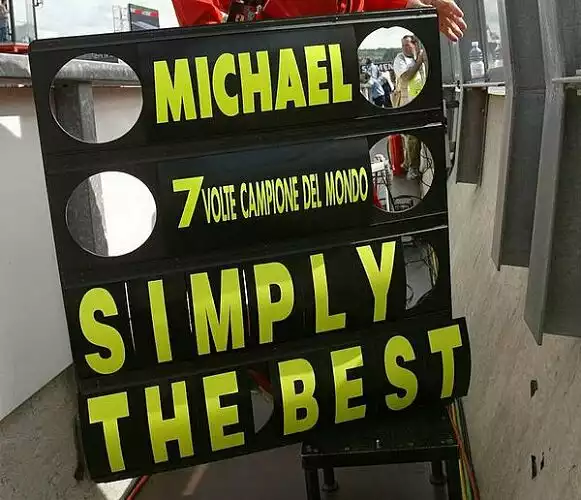 MICHAEL
7 VOLTE CAMPIONE DEL MONDO
SIMPLY
THE BEST